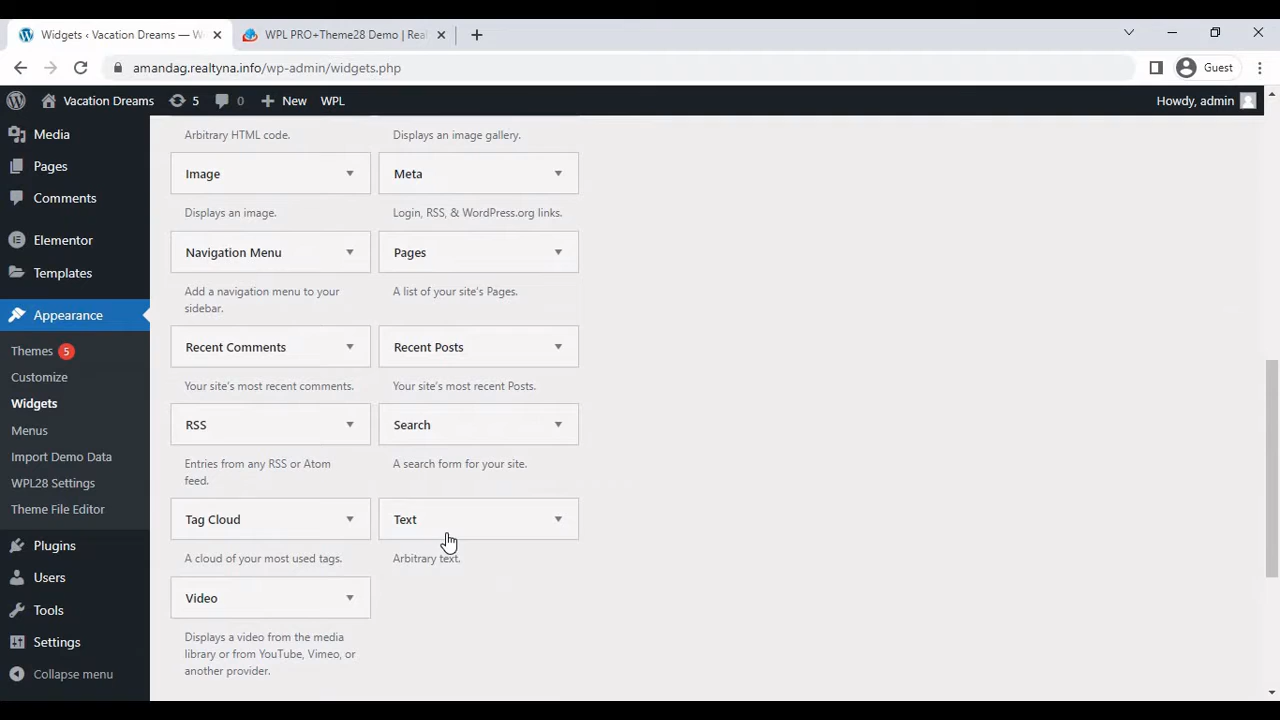 Widgets ‹ Vacation Dreams — W
WPL PRO+Theme28 Demo | Rea
amandag.realtyna.info/wp-admin/widgets.php
Guest
Vacation Dreams
5
0
New
WPL
Howdy, admin
Media
Pages
Comments
Elementor
Templates
Appearance
Themes 5
Customize
Widgets
Menus
Import Demo Data
WPL28 Settings
Theme File Editor
Plugins
Users
Tools
Settings
Collapse menu
Arbitrary HTML code.
Displays an image gallery.
Image
Meta
Displays an image.
Login, RSS, & WordPress.org links.
Navigation Menu
Pages
Add a navigation menu to your
sidebar.
A list of your site's Pages.
Recent Comments
Recent Posts
Your site's most recent comments.
Your site's most recent Posts.
RSS
Search
Entries from any RSS or Atom
feed.
A search form for your site.
Tag Cloud
Text
A cloud of your most used tags.
Arbitrary text.
Video
Displays a video from the media
library or from YouTube, Vimeo, or
another provider.